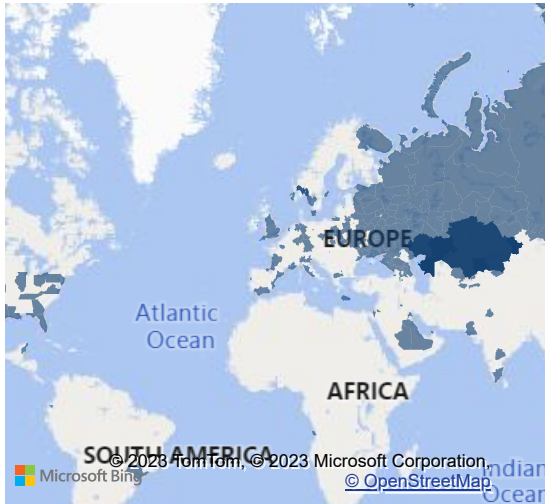 EUROPE
Atlantic
Ocean
AFRICA
SOUTH AMERICA
© 2023 TomTom, © 2023 Microsoft Corporation,
Microsoft Bing
© OpenStreetMap
Indian
Ocean